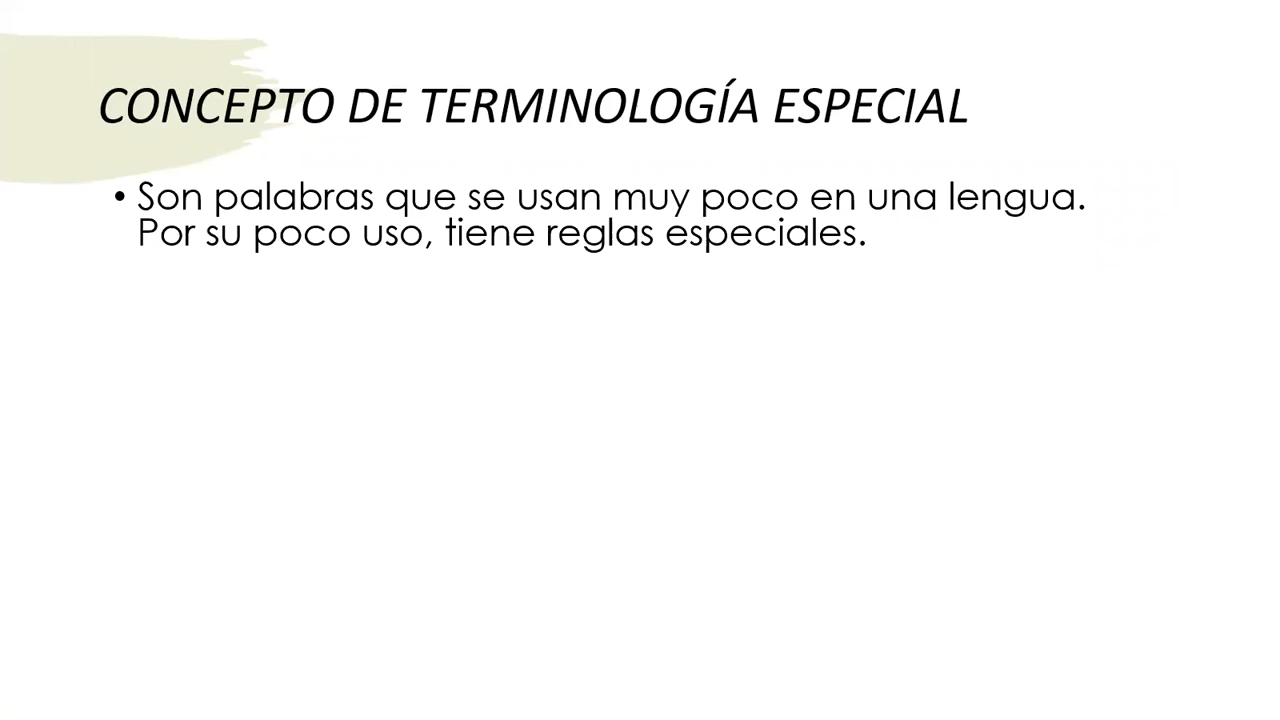 CONCEPTO DE TERMINOLOGÍA ESPECIAL
• Son palabras que se usan muy poco en una lengua.
Por su poco uso, tiene reglas especiales.